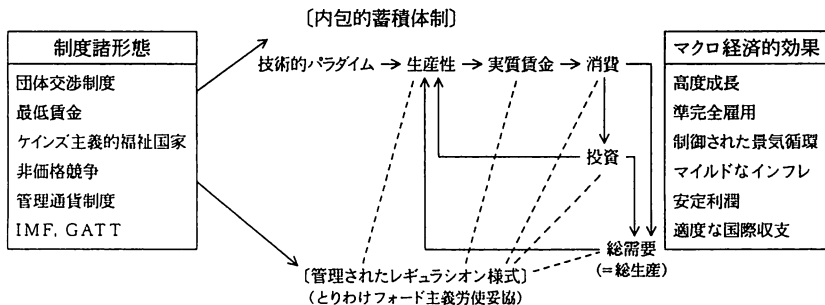 〔内包的蓄積体制〕
制度諸形態
団体交渉制度
最低賃金
ケインズ主義的福祉国家
非価格競争
管理通貨制度
IMF, GATT
技術的パラダイム→生産性→実質賃金→消費
投資
総需要
(=総生産)
〔管理されたレギュラシオン様式〕
(とりわけフォード主義労使妥協)
マクロ経済的効果
高度成長
準完全雇用
制御された景気循環
マイルドなインフレ
安定利潤
適度な国際収支